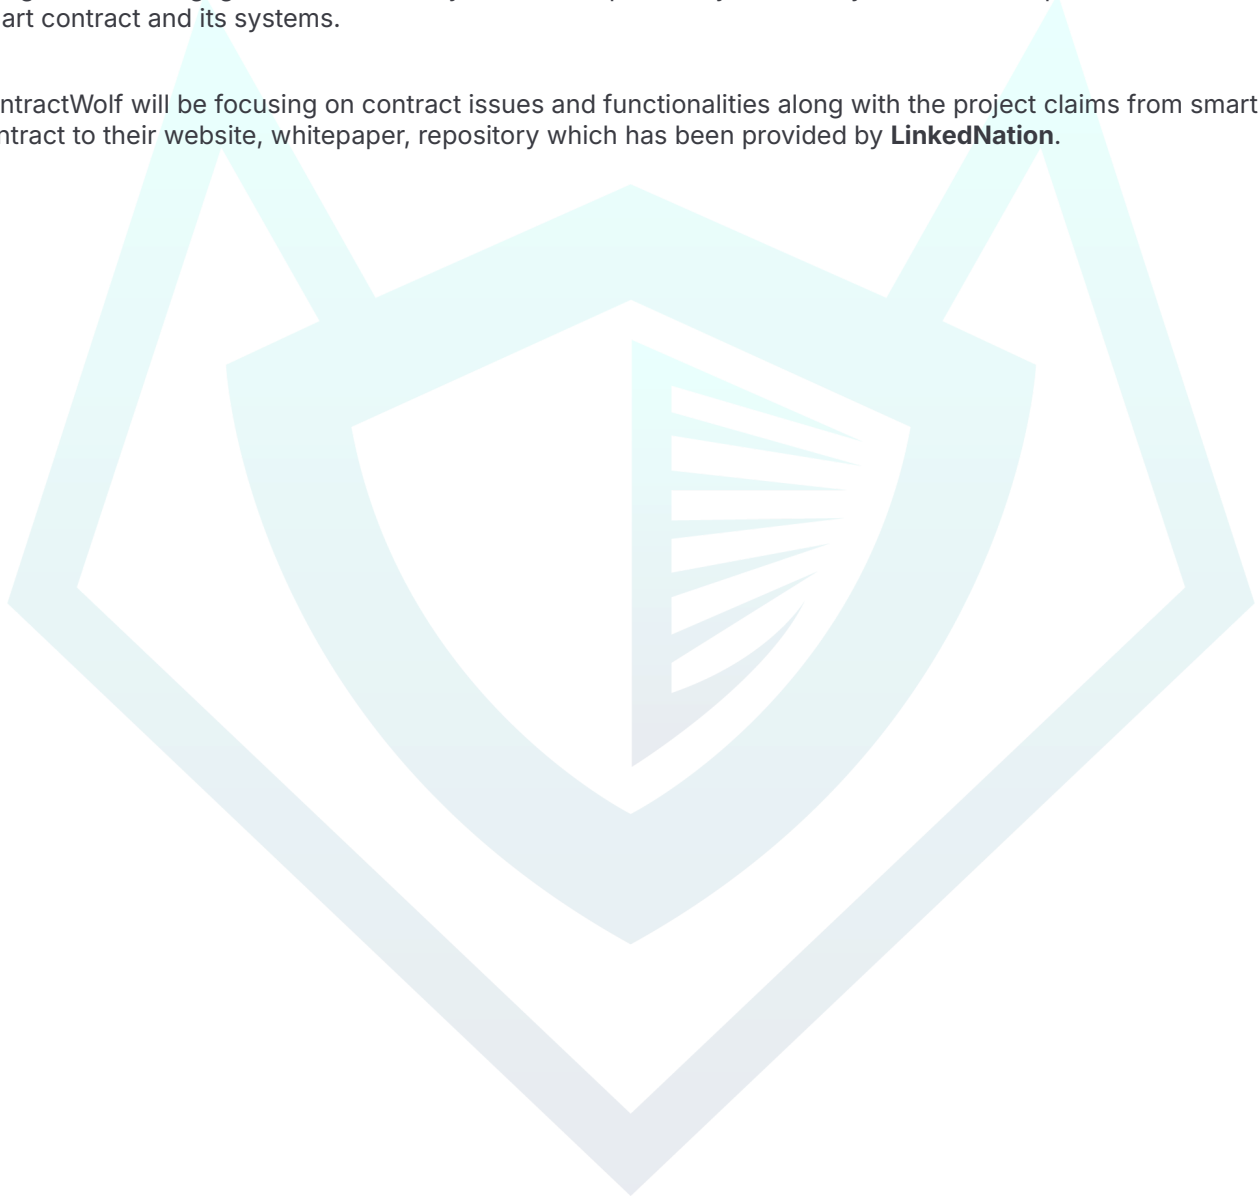 art contract and its systems.
ntractWolf will be focusing on contract issues and functionalities along with the project claims from smart
ntract to their website, whitepaper, repository which has been provided by LinkedNation.